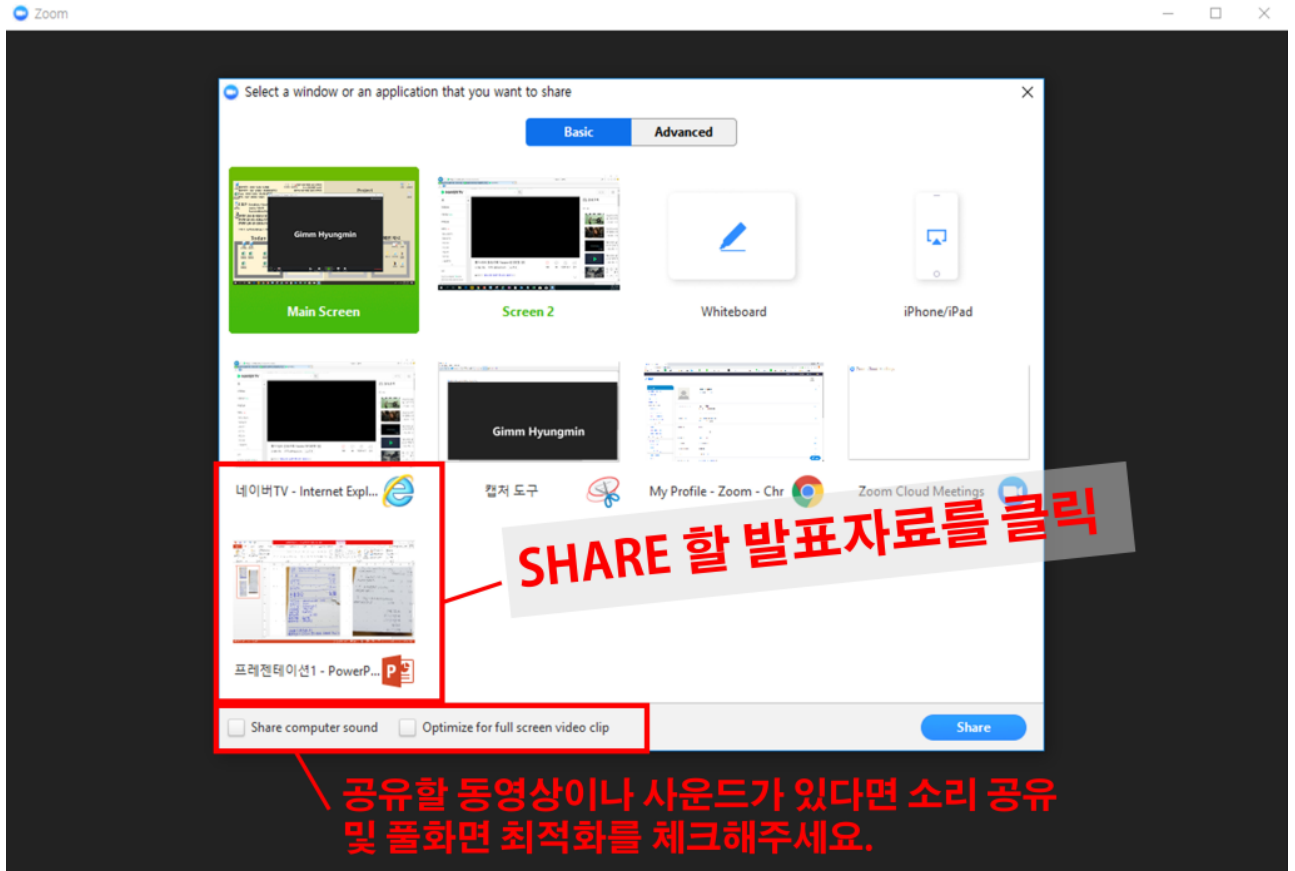 Zoom
Select a window or an application that you want to share
Basic
Advanced
Gimm Hyungmin
Main Screen
Screen 2
Whiteboard
iPhone/iPad
Gimm Hyungmin
네이버TV - Internet Expl...
캡처 도구
My Profile - Zoom - Chr
Zoom Cloud Meetings
SHARE 할 발표자료를 클릭
프레젠테이션1 - PowerP...
Share computer sound
Optimize for full screen video clip
Share
공유할 동영상이나 사운드가 있다면 소리 공유
및 풀화면 최적화를 체크해주세요.